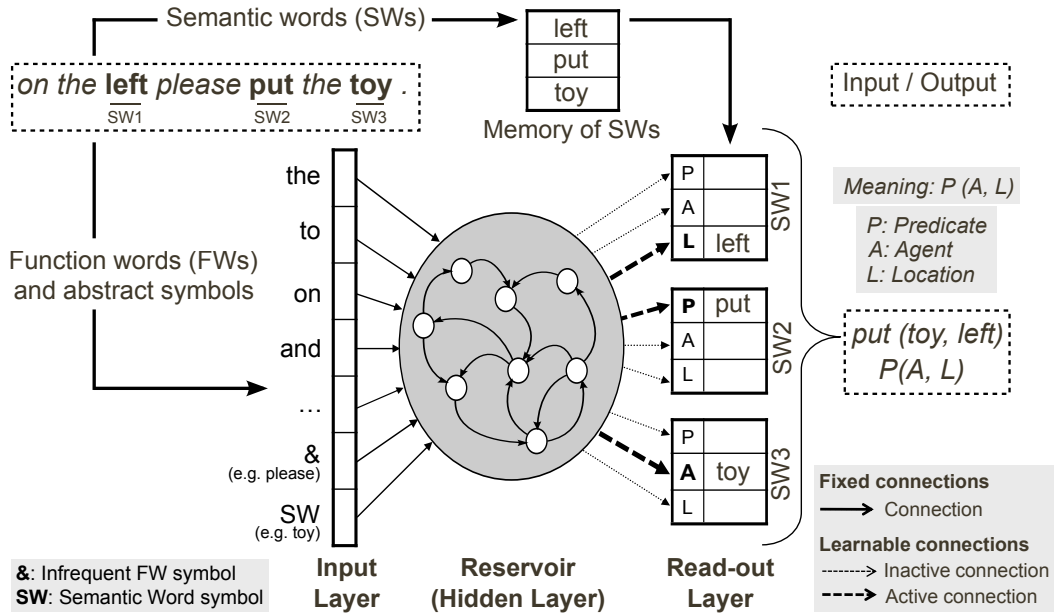 Semantic words (SWs)
on the left please put the toy .
SW1
SW2
SW3
left
put
toy
Memory of SWs
Input / Output
Function words (FWs)
and abstract symbols
the
to
on
and
...
&
(e.g. please)
SW
(e.g. toy)
P
A
L left
SW1
P put
A
L
SW2
P
A toy
L
SW3
Meaning: P (A, L)
P: Predicate
A: Agent
L: Location
put (toy, left)
P(A, L)
Input
Layer
Reservoir
(Hidden Layer)
Read-out
Layer
&: Infrequent FW symbol
SW: Semantic Word symbol
Fixed connections
Connection
Learnable connections
Inactive connection
Active connection